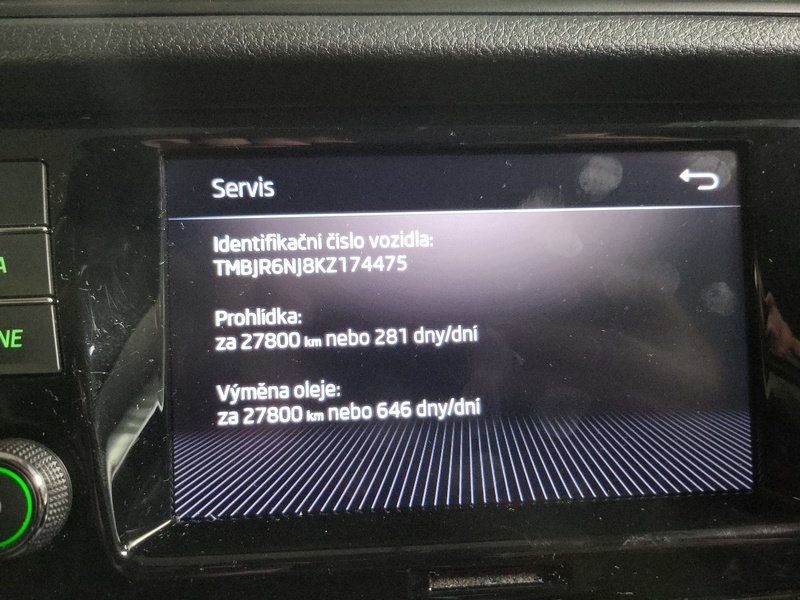 Servis
Identifikační číslo vozidla:
TMBJR6NJ8KZ174475
Prohlídka:
za 27800 km nebo 281 dny/dní
Výměna oleje:
za 27800 km nebo 646 dny/dní
A
NE